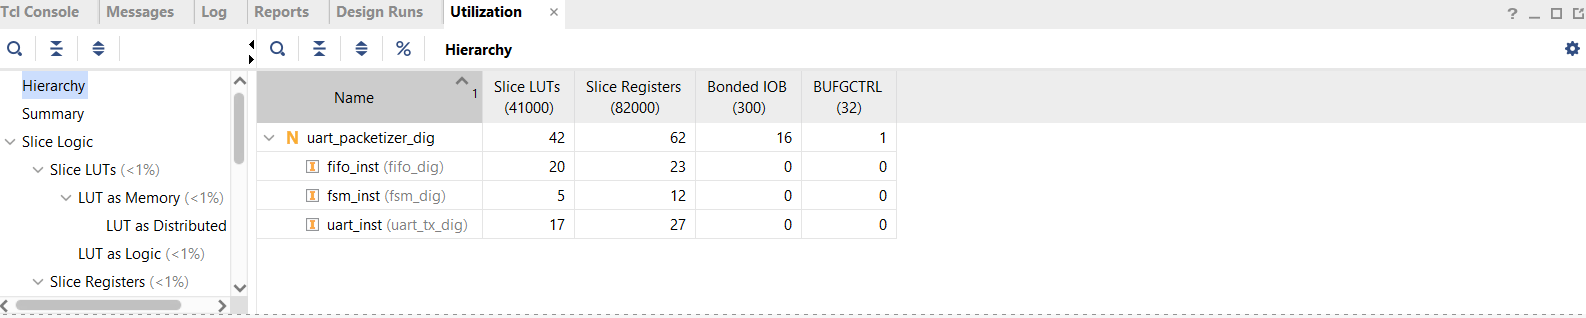 Tcl Console Messages Log Reports Design Runs Utilization × ?
% Hierarchy
Hierarchy
Summary
Slice Logic
Slice LUTs (<1%)
LUT as Memory (<1%)
LUT as Distributed
LUT as Logic (<1%)
Slice Registers (<1%)
Name 1 Slice LUTs (41000) Slice Registers (82000) Bonded IOB (300) BUFGCTRL (32)
N uart_packetizer_dig 42 62 16 1
I fifo_inst (fifo_dig) 20 23 0 0
I fsm_inst (fsm_dig) 5 12 0 0
I uart_inst (uart_tx_dig) 17 27 0 0